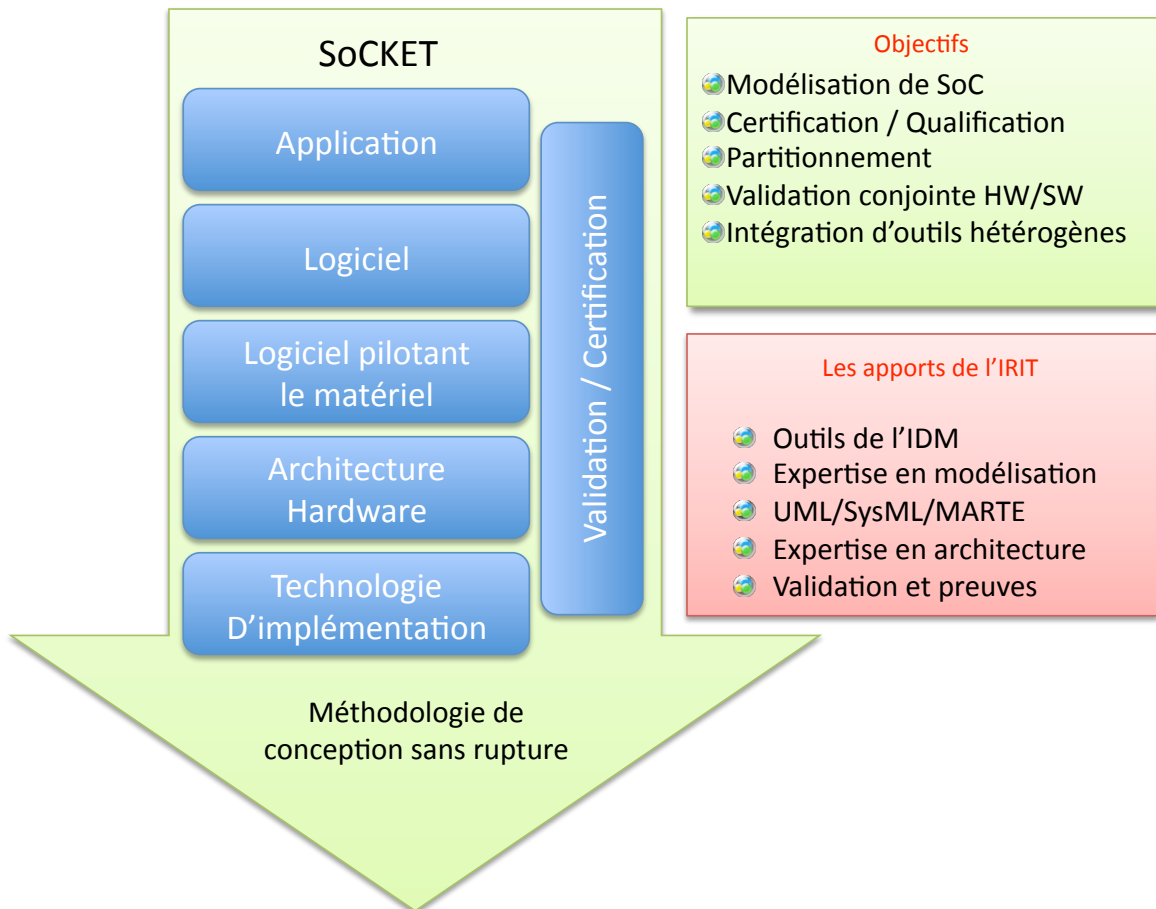 SoCKET
Application
Logiciel
Logiciel pilotant
le matériel
Architecture
Hardware
Technologie
D'implémentation
Validation / Certification
Méthodologie de
conception sans rupture
Objectifs
Modélisation de SoC
Certification / Qualification
Partitionnement
Validation conjointe HW/SW
Intégration d'outils hétérogènes
Les apports de l'IRIT
Outils de l'IDM
Expertise en modélisation
UML/SysML/MARTE
Expertise en architecture
Validation et preuves